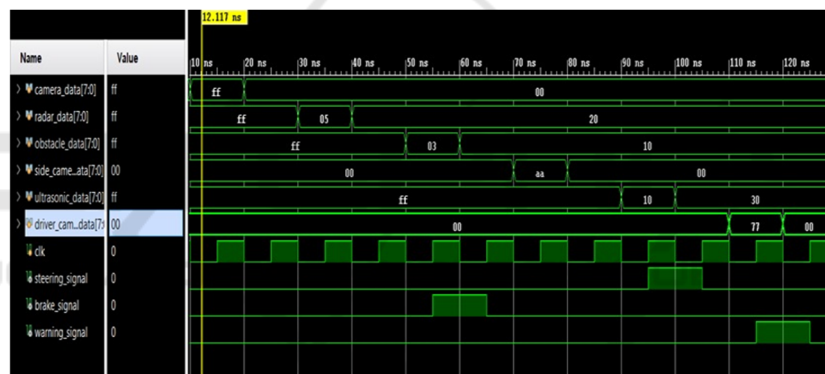 12.117 ns
Name Value
10 ns 20 ns 30 ns 40 ns 50 ns 60 ns 70 ns 80 ns 90 ns 100 ns 110 ns 120 ns
camera_data[7:0] ff ff 00
radar_data[7:0] ff ff 05 20
obstacle_data[7:0] ff ff 03 10
side_came...ata[7:0] 00 00 aa 00
ultrasonic_data[7:0] ff ff 10 30
driver_cam...data[7: 00 00 77 00
clk 0
steering_signal 0
brake_signal 0
warning_signal 0